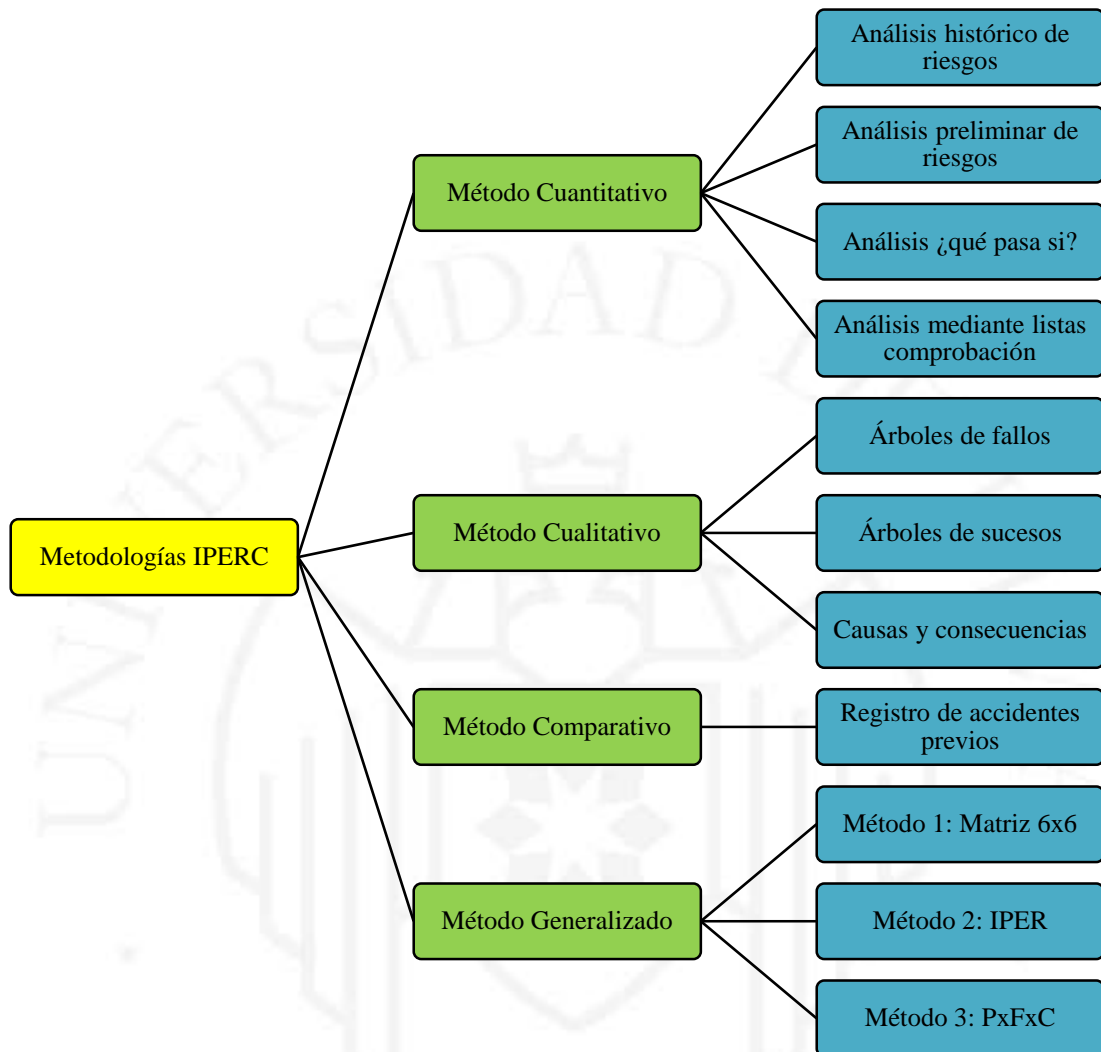 Metodologías IPERC
Método Cuantitativo
Análisis histórico de
riesgos
Análisis preliminar de
riesgos
Análisis ¿qué pasa si?
Análisis mediante listas
comprobación
Método Cualitativo
Árboles de fallos
Árboles de sucesos
Causas y consecuencias
Método Comparativo
Registro de accidentes
previos
Método Generalizado
Método 1: Matriz 6x6
Método 2: IPER
Método 3: PxFxC
UNIVERSIDAD DE